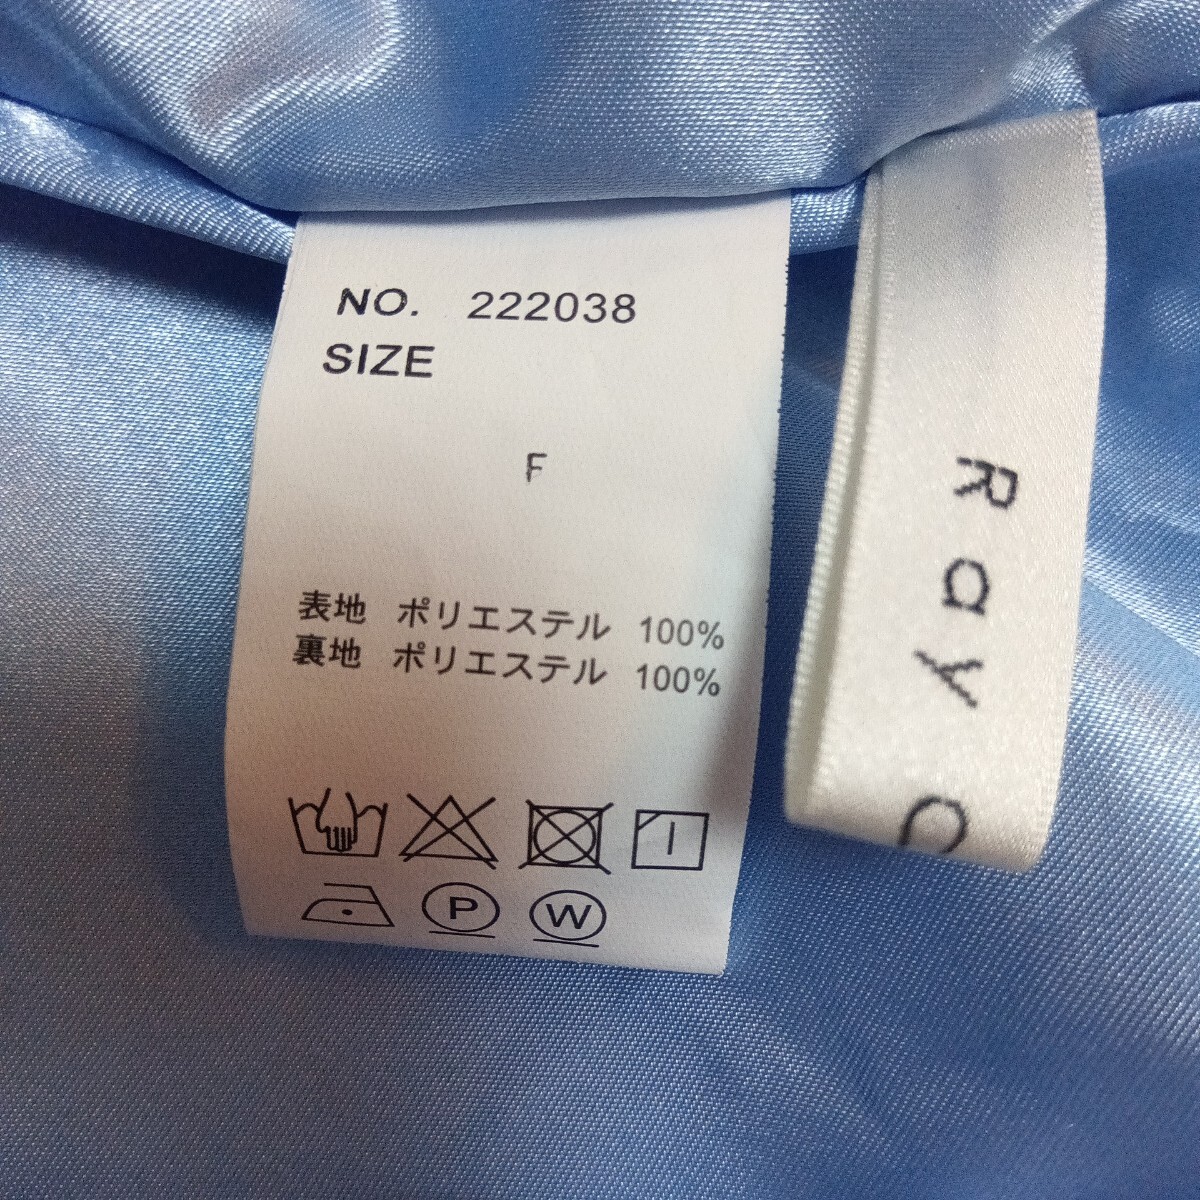 NO. 222038
SIZE
F
表地 ポリエステル 100%
裏地 ポリエステル 100%
P W
Ray